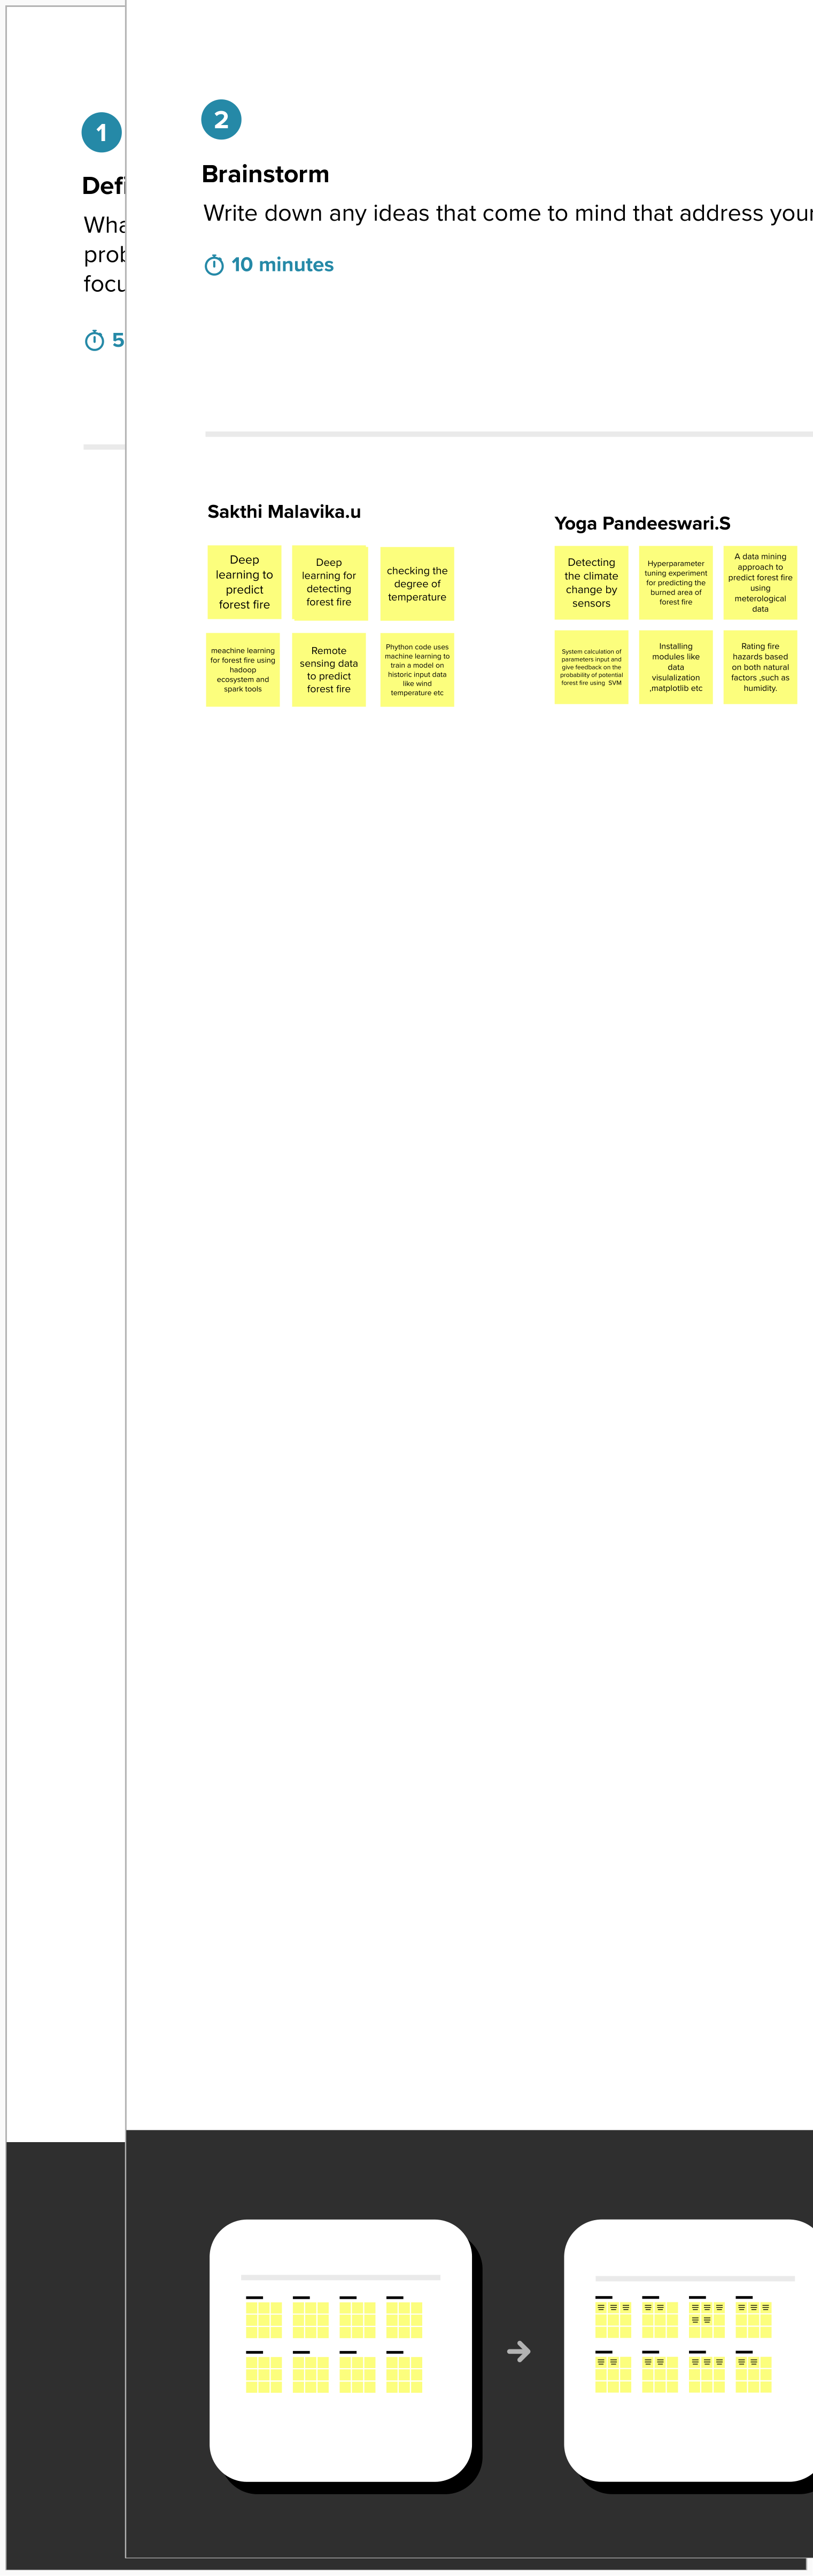 1
Defi
Wha
prob
focu
5
2
Brainstorm
Write down any ideas that come to mind that address your
10 minutes
Sakthi Malavika.u
Deep
learning to
predict
forest fire
Deep
learning for
detecting
forest fire
checking the
degree of
temperature
meachine learning
for forest fire using
hadoop
ecosystem and
spark tools
Remote
sensing data
to predict
forest fire
Phython code uses
machine learning to
train a model on
historic input data
like wind
temperature etc
Yoga Pandeeswari.S
Detecting
the climate
change by
sensors
Hyperparameter
tuning experiment
for predicting the
burned area of
forest fire
A data mining
approach to
predict forest fire
using
meterological
data
System calculation of
parameters input and
give feedback on the
probability of potential
forest fire using SVM
Installing
modules like
data
visulalization
,matplotlib etc
Rating fire
hazards based
on both natural
factors ,such as
humidity.